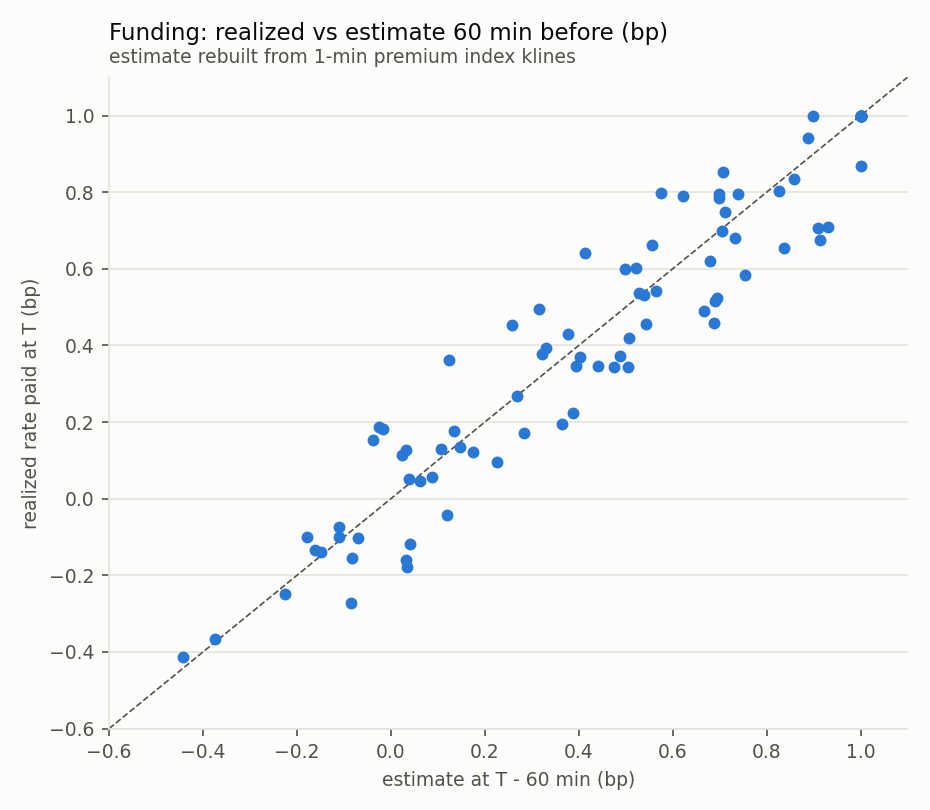 Funding: realized vs estimate 60 min before (bp)
estimate rebuilt from 1-min premium index klines
realized rate paid at T (bp)
1.0
0.8
0.6
0.4
0.2
0.0
−0.2
−0.4
−0.6
−0.6 −0.4 −0.2 0.0 0.2 0.4 0.6 0.8 1.0
estimate at T - 60 min (bp)